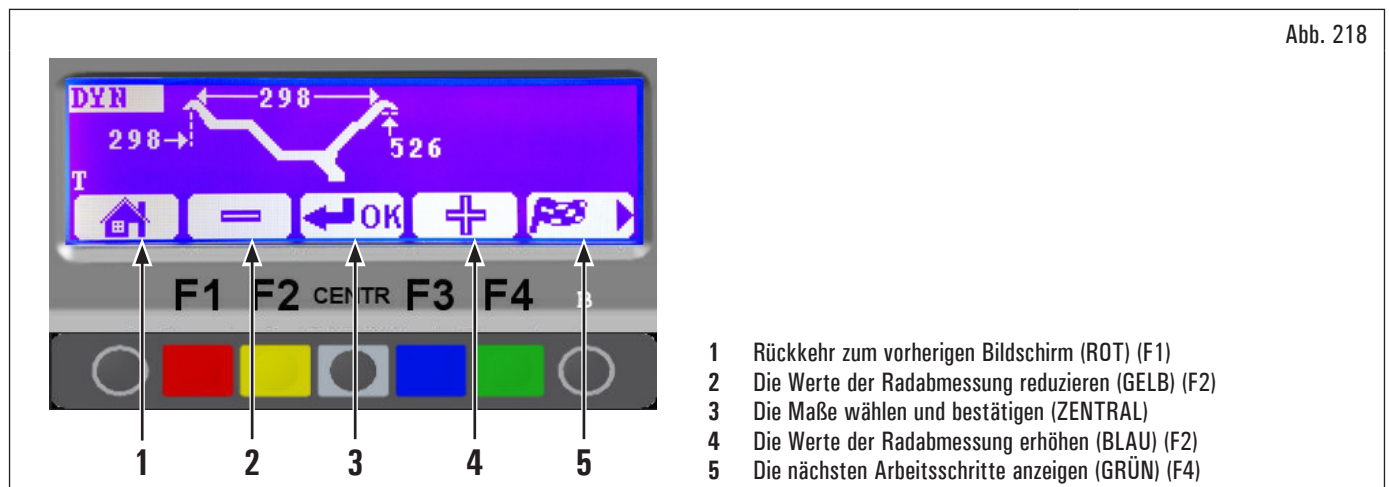 Abb. 218
DYN
298
298
526
T
OK
F1 F2 CENTR F3 F4 B
1 2 3 4 5
1 Rückkehr zum vorherigen Bildschirm (ROT) (F1)
2 Die Werte der Radabmessung reduzieren (GELB) (F2)
3 Die Maße wählen und bestätigen (ZENTRAL)
4 Die Werte der Radabmessung erhöhen (BLAU) (F2)
5 Die nächsten Arbeitsschritte anzeigen (GRÜN) (F4)